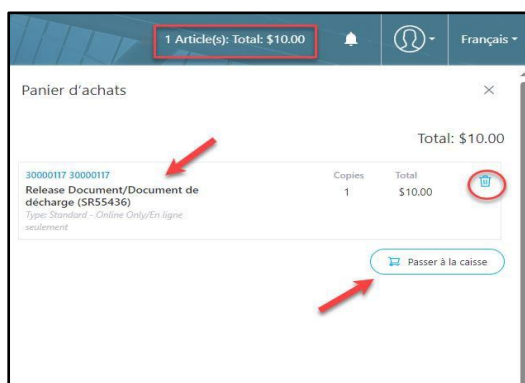 1 Article(s): Total: $10.00
Français
Panier d'achats
Total: $10.00
30000117 30000117
Copies
Total
Release Document/Document de
1
$10.00
décharge (SR55436)
Type: Standard - Online Only/En ligne
seulement
Passer à la caisse